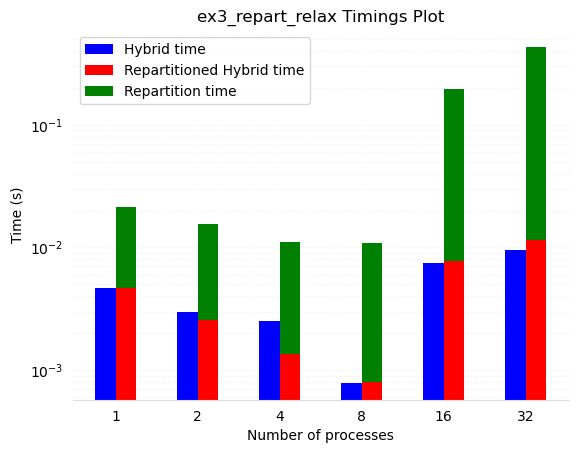 ex3_repart_relax Timings Plot
Hybrid time
Repartitioned Hybrid time
Repartition time
Time (s)
10⁻¹
10⁻²
10⁻³
1 2 4 8 16 32
Number of processes